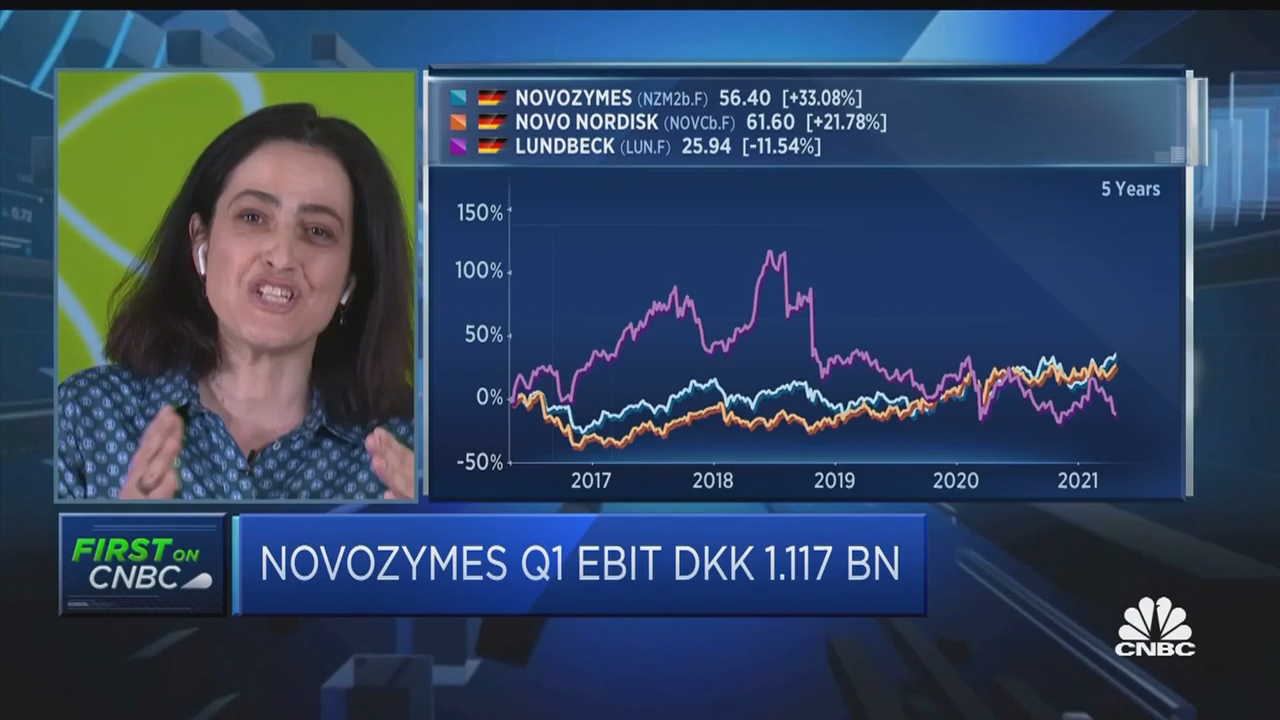 NOVOZYMES (NZM2b.F) 56.40 [+33.08%]
NOVO NORDISK (NOVCb.F) 61.60 [+21.78%]
LUNDBECK (LUN.F) 25.94 [-11.54%]
5 Years
150%
100%
50%
0%
-50%
2017 2018 2019 2020 2021
FIRST ON
CNBC
NOVOZYMES Q1 EBIT DKK 1.117 BN
CNBC